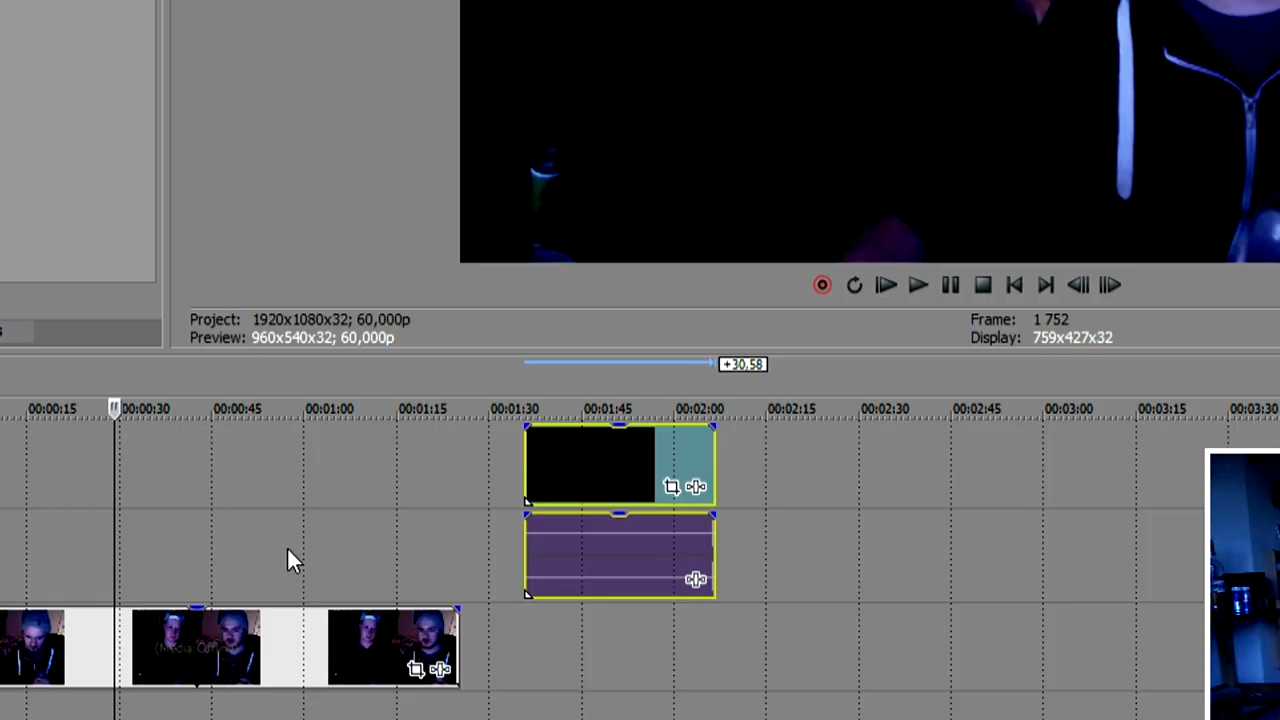 Project: 1920x1080x32; 60,000p
Preview: 960x540x32; 60,000p
Frame: 1 752
Display: 759x427x32
+30,58
00:00:15 00:00:30 00:00:45 00:01:00 00:01:15 00:01:30 00:01:45 00:02:00 00:02:15 00:02:30 00:02:45 00:03:00 00:03:15 00:03:30
(Media Offline)